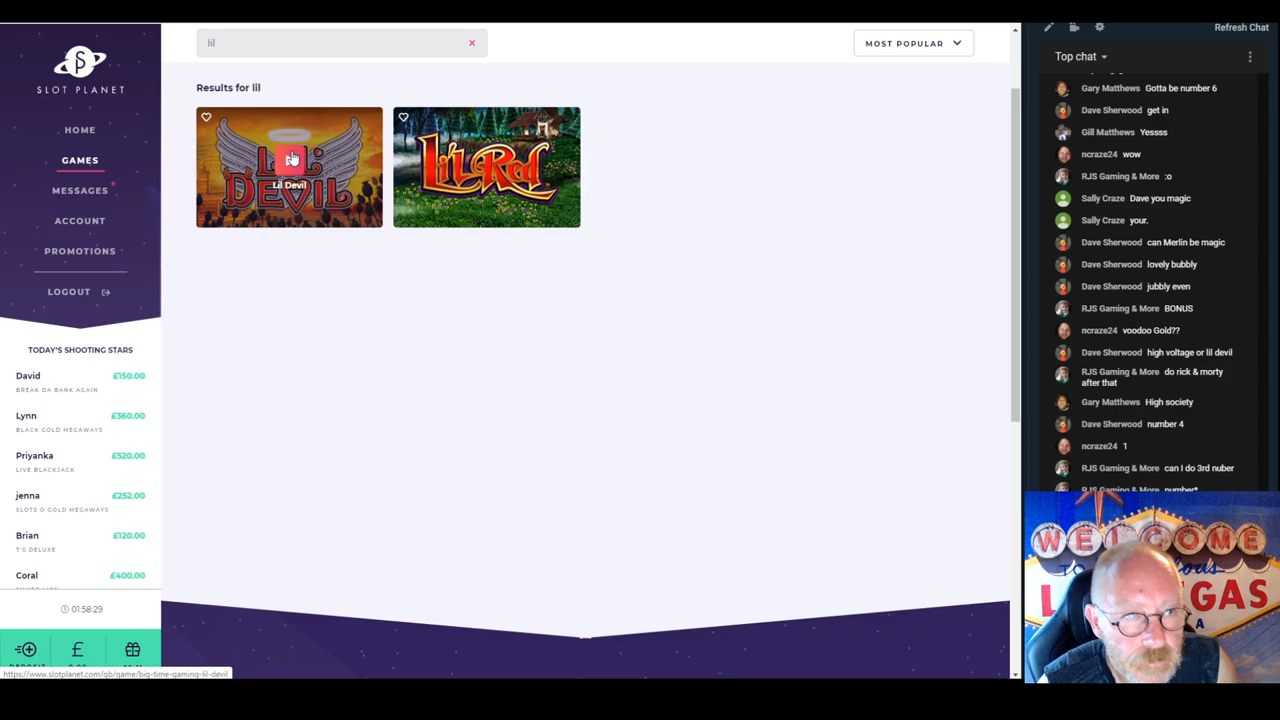 Refresh Chat
lil
MOST POPULAR
SLOT PLANET
HOME
GAMES
MESSAGES
ACCOUNT
PROMOTIONS
LOGOUT
Results for lil
LIL DEVIL
Lil Devil
Li'l Red
TODAY'S SHOOTING STARS
David £150.00
BREAK DA BANK AGAIN
Lynn £360.00
BLACK GOLD MEGAWAYS
Priyanka £520.00
LIVE BLACKJACK
jenna £252.00
SLOTS O GOLD MEGAWAYS
Brian £120.00
7'S DELUXE
Coral £400.00
01:58:29
£
https://www.slotplanet.com/gb/game/big-time-gaming-lil-devil
Top chat
Gary Matthews Gotta be number 6
Dave Sherwood get in
Gill Matthews Yessss
ncraze24 wow
RJS Gaming & More :o
Sally Craze Dave you magic
Sally Craze your.
Dave Sherwood can Merlin be magic
Dave Sherwood lovely bubbly
Dave Sherwood jubbly even
RJS Gaming & More BONUS
ncraze24 voodoo Gold??
Dave Sherwood high voltage or lil devil
RJS Gaming & More do rick & morty
after that
Gary Matthews High society
Dave Sherwood number 4
ncraze24 1
RJS Gaming & More can I do 3rd nuber
RJS Gaming & More number*
WELCOME